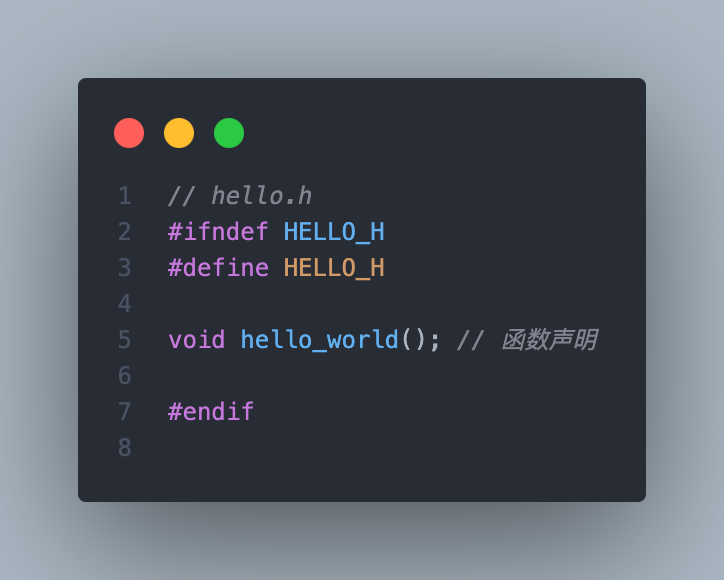 1 // hello.h
2 #ifndef HELLO_H
3 #define HELLO_H
4
5 void hello_world(); // 函数声明
6
7 #endif
8